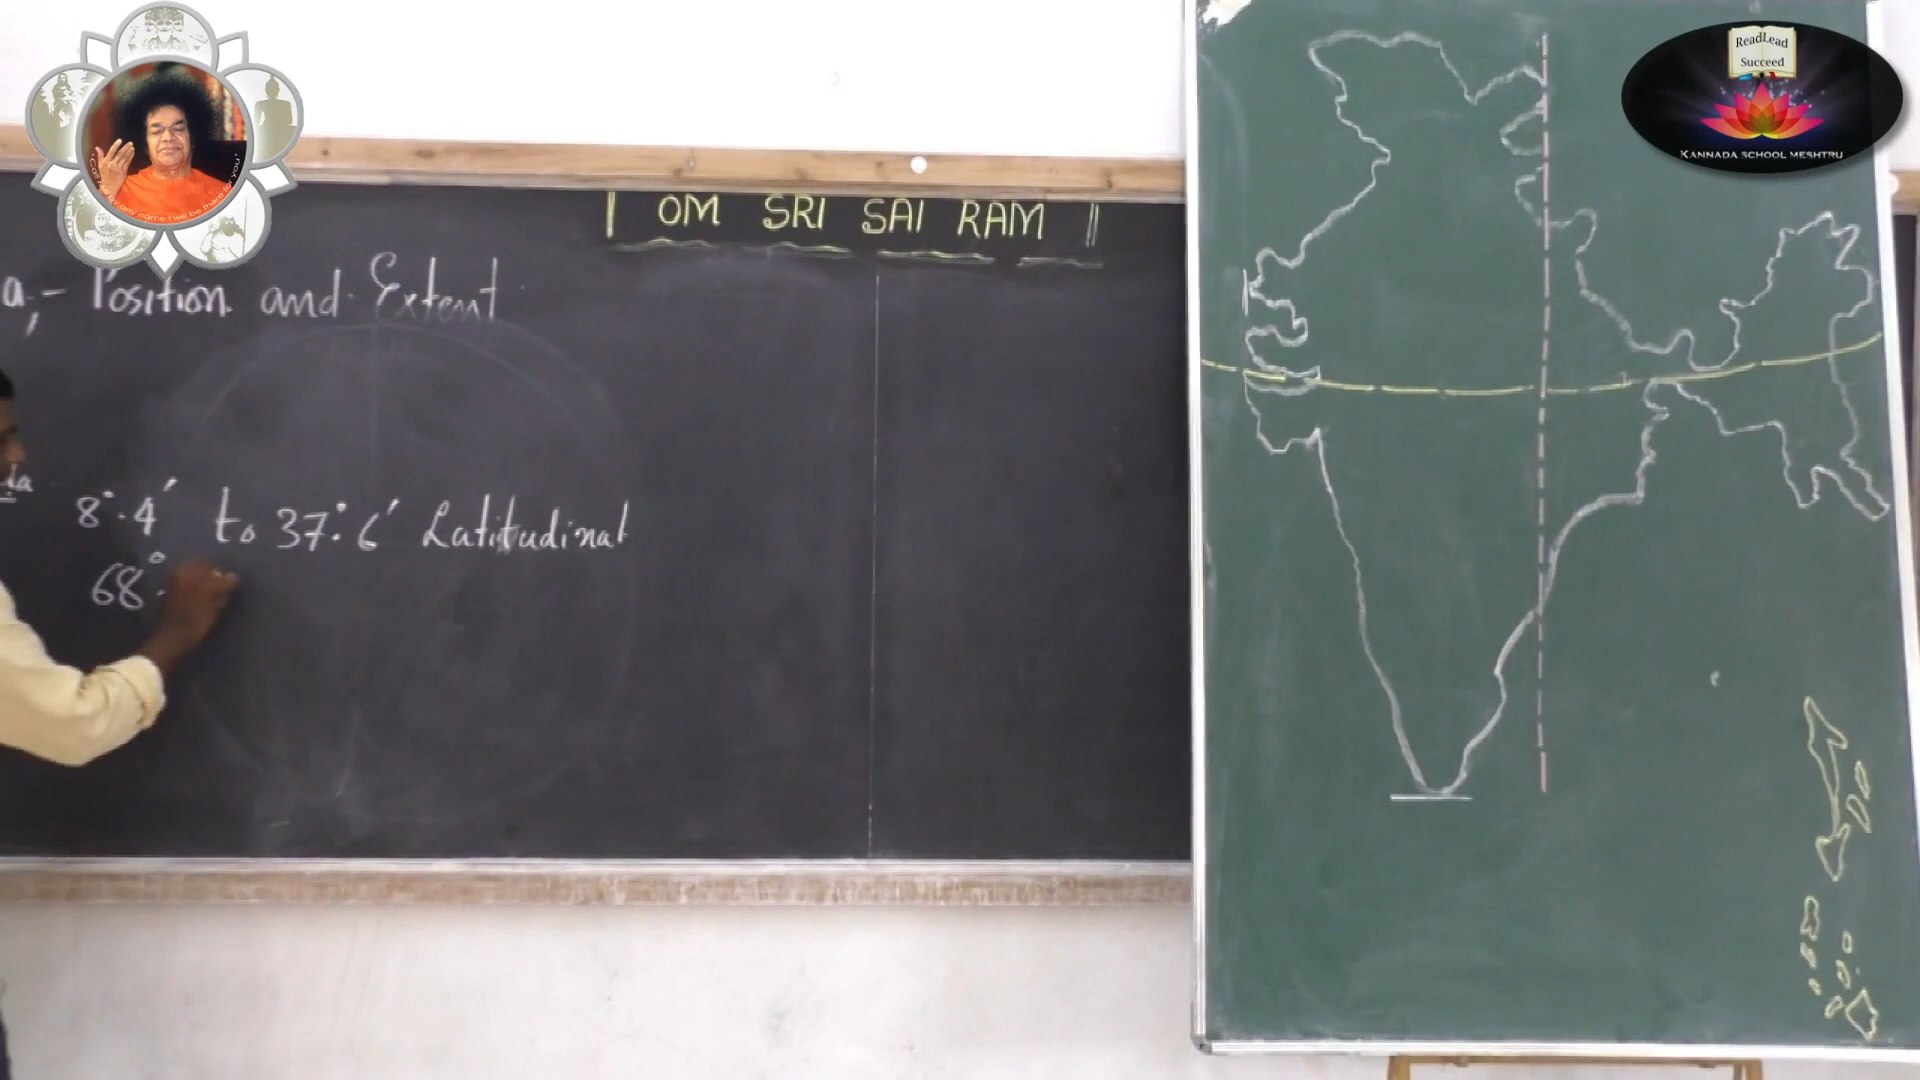 ReadLead
Succeed
KANNADA SCHOOL MESHTRU
| OM SRI SAI RAM ||
a,- Position and Extent
8°.4′ to 37°.6′ Latitudinal
68°.